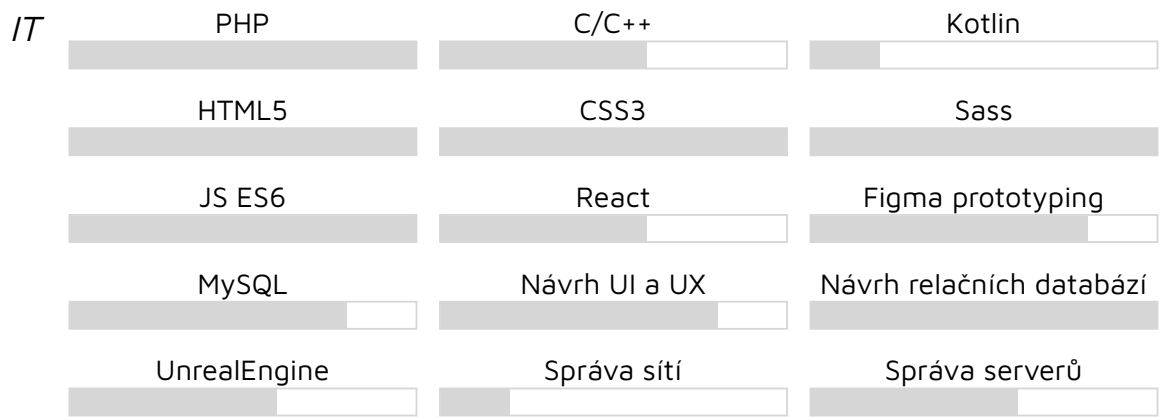 IT
PHP
C/C++
Kotlin
HTML5
CSS3
Sass
JS ES6
React
Figma prototyping
MySQL
Návrh UI a UX
Návrh relačních databází
UnrealEngine
Správa sítí
Správa serverů